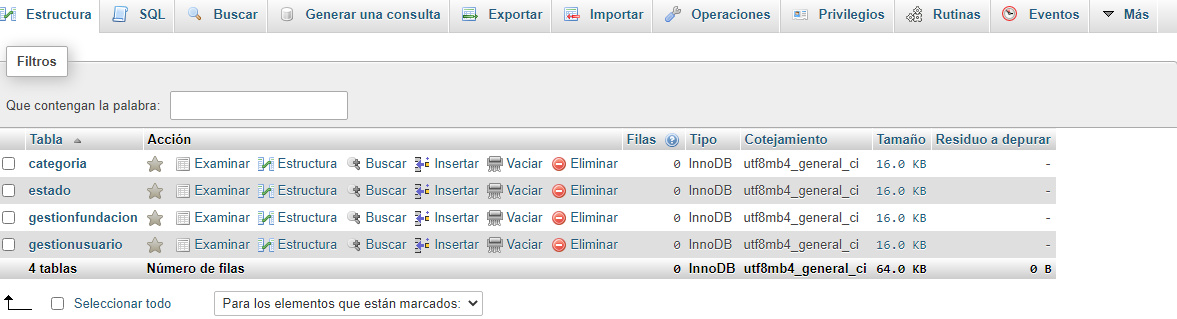 Estructura SQL Buscar Generar una consulta Exportar Importar Operaciones Privilegios Rutinas Eventos Más
Filtros
Que contengan la palabra:
Tabla Acción Filas Tipo Cotejamiento Tamaño Residuo a depurar
categoria Examinar Estructura Buscar Insertar Vaciar Eliminar 0 InnoDB utf8mb4_general_ci 16.0 KB -
estado Examinar Estructura Buscar Insertar Vaciar Eliminar 0 InnoDB utf8mb4_general_ci 16.0 KB -
gestionfundacion Examinar Estructura Buscar Insertar Vaciar Eliminar 0 InnoDB utf8mb4_general_ci 16.0 KB -
gestionusuario Examinar Estructura Buscar Insertar Vaciar Eliminar 0 InnoDB utf8mb4_general_ci 16.0 KB -
4 tablas Número de filas 0 InnoDB utf8mb4_general_ci 64.0 KB 0 B
Seleccionar todo Para los elementos que están marcados: